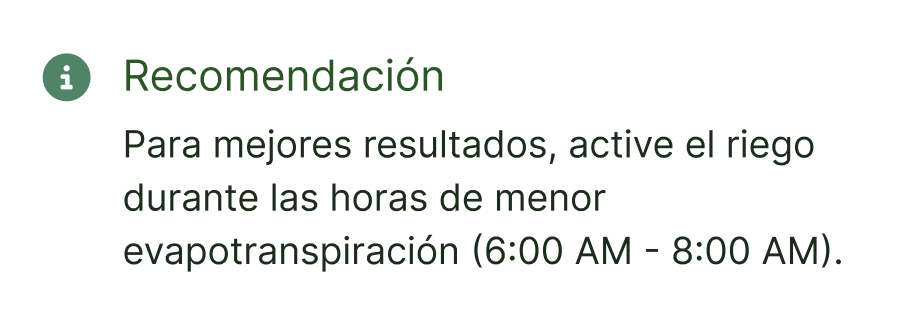 Recomendación
Para mejores resultados, active el riego
durante las horas de menor
evapotranspiración (6:00 AM - 8:00 AM).